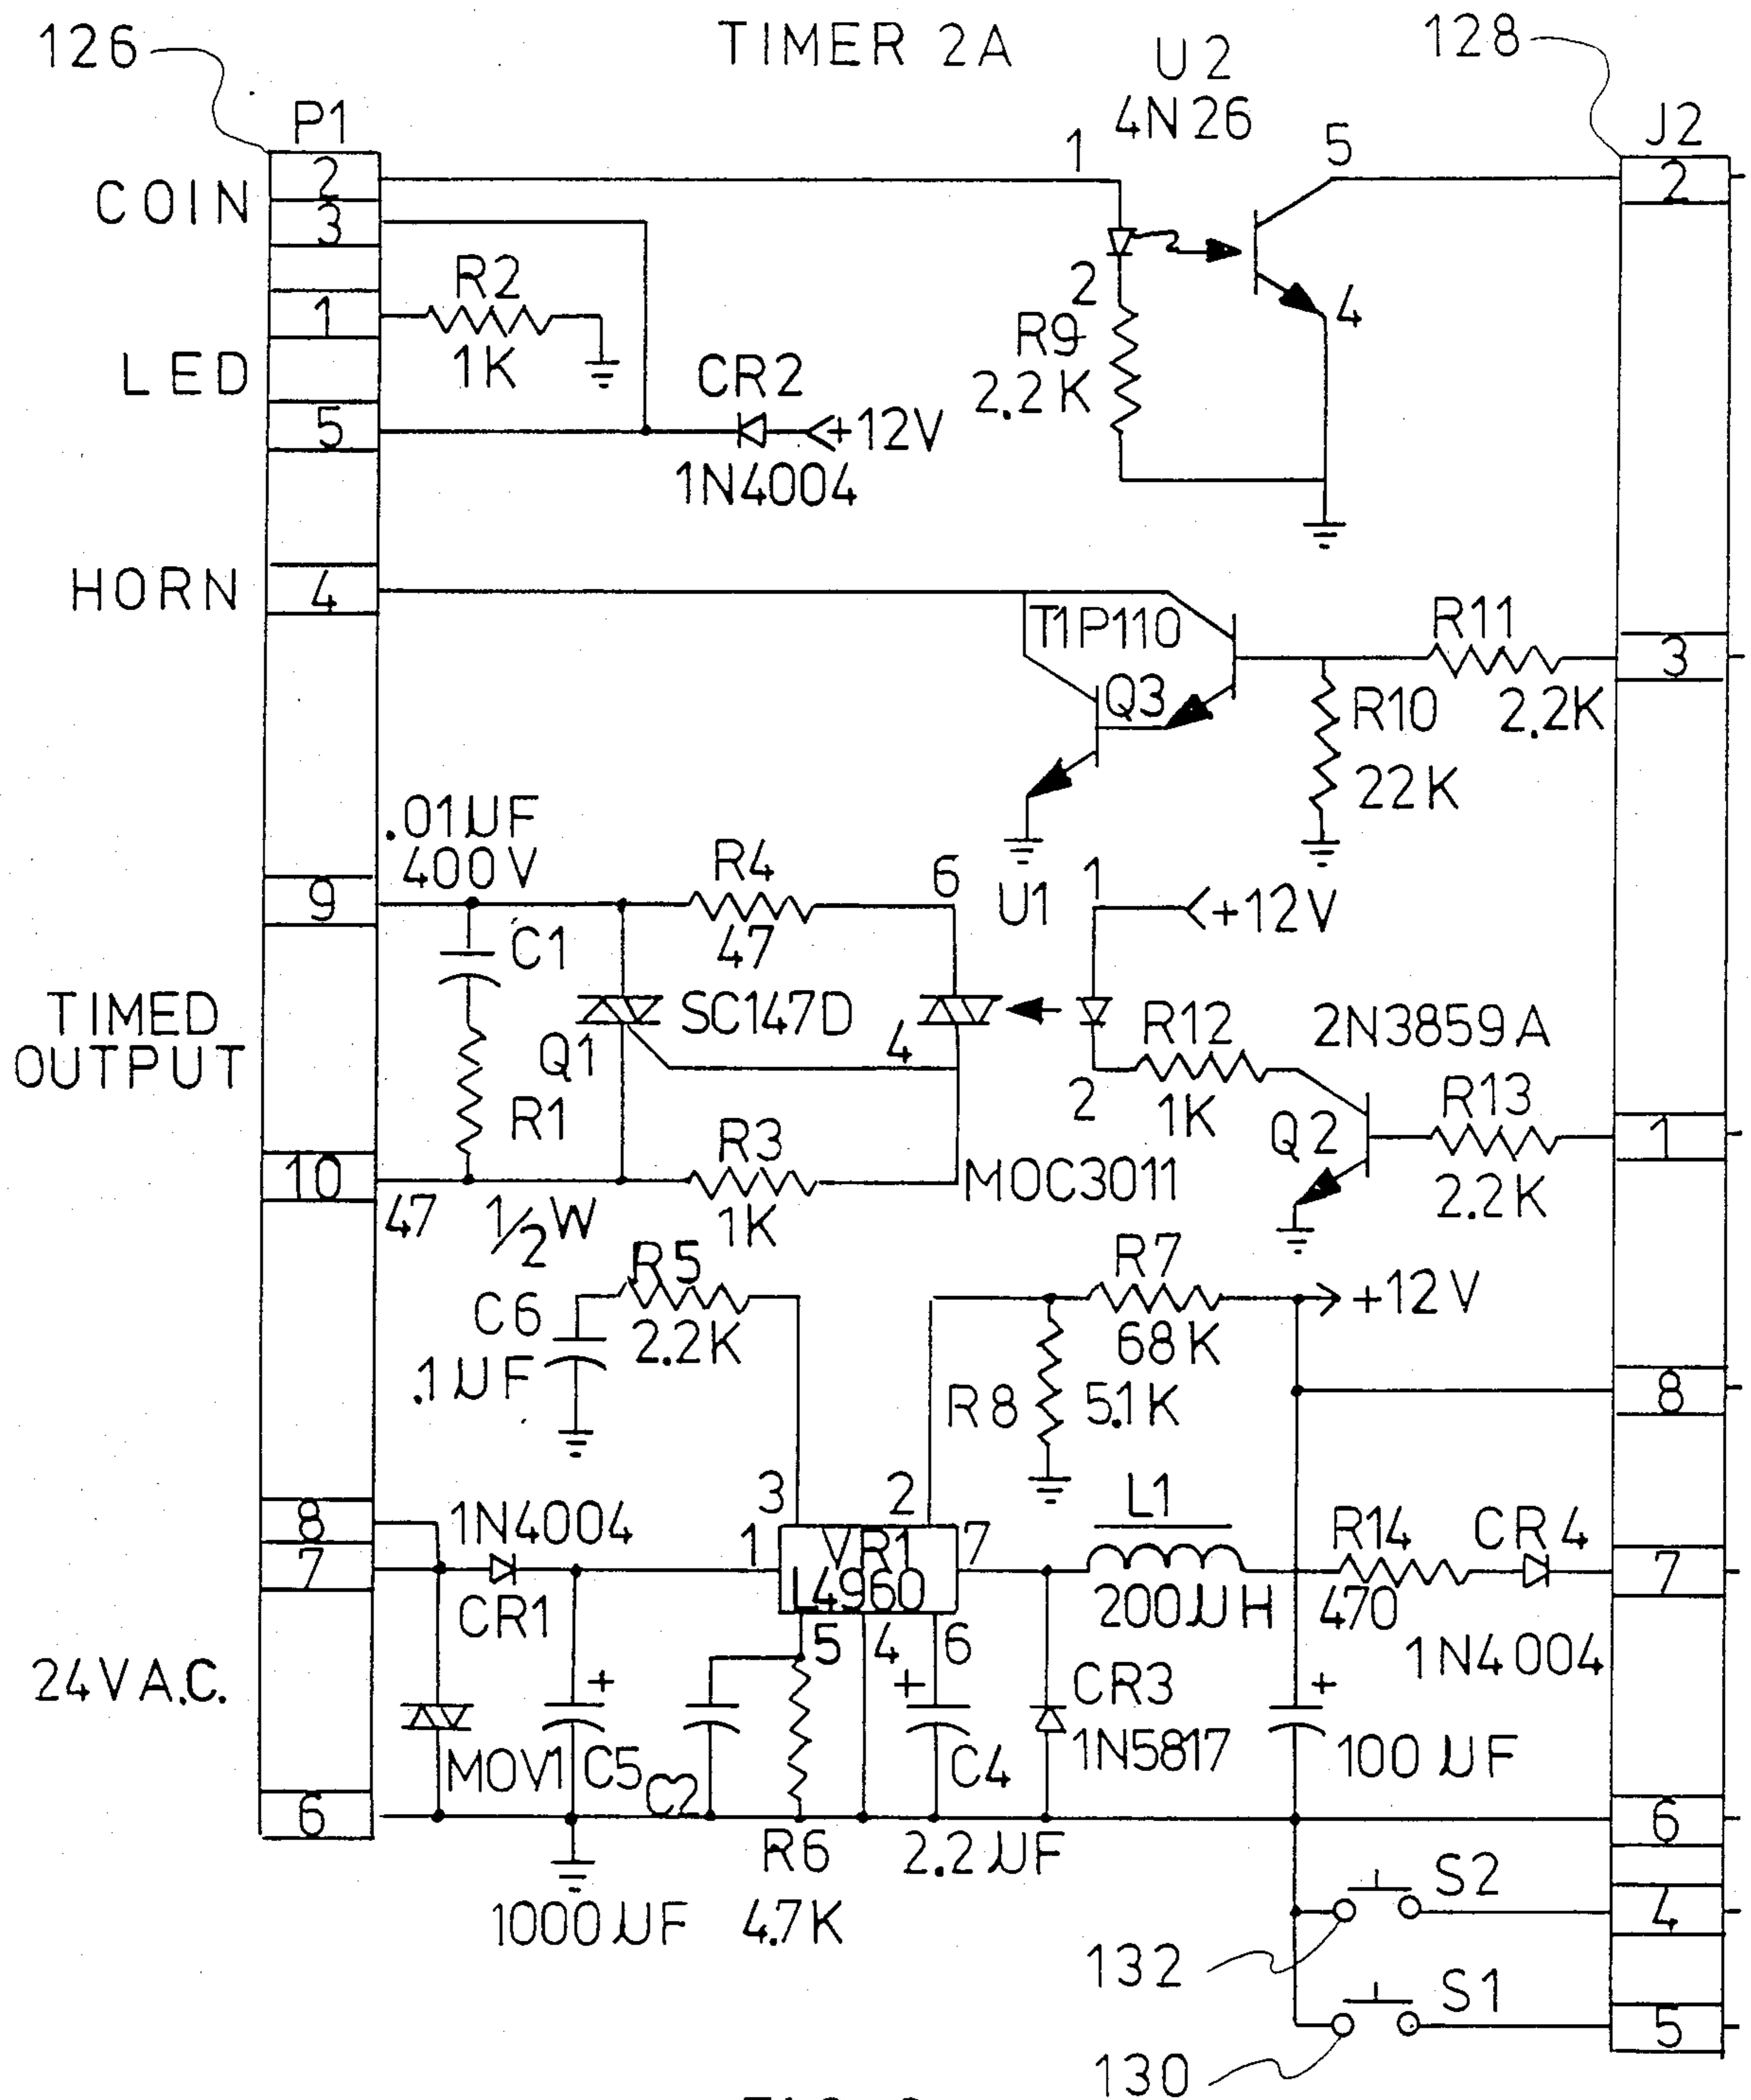 TIMER 2A
126
128
U2
4N26
P1
J2
COIN
2
3
1
5
2
R2
1K
1
2
4
R9
2.2K
LED
5
CR2
+12V
1N4004
HORN
4
T1P110
Q3
R11
2.2K
3
R10
22K
.01UF
400V
9
C1
R4
47
6
U1
1
+12V
TIMED
OUTPUT
Q1
SC147D
4
R12
1K
2
2N3859A
Q2
R13
2.2K
1
R1
R3
1K
MOC3011
10
47 1/2W
C6
.1UF
R5
2.2K
R7
68K
+12V
R8
5.1K
8
3
2
8
7
1N4004
CR1
1
VR1
L4960
7
L1
200UH
R14
470
CR4
1N4004
7
5
4
6
24VA.C.
+
+
+
MOV1
C5
C2
C4
CR3
1N5817
100UF
6
6
R6
4.7K
2.2UF
1000UF
S2
4
132
S1
5
130